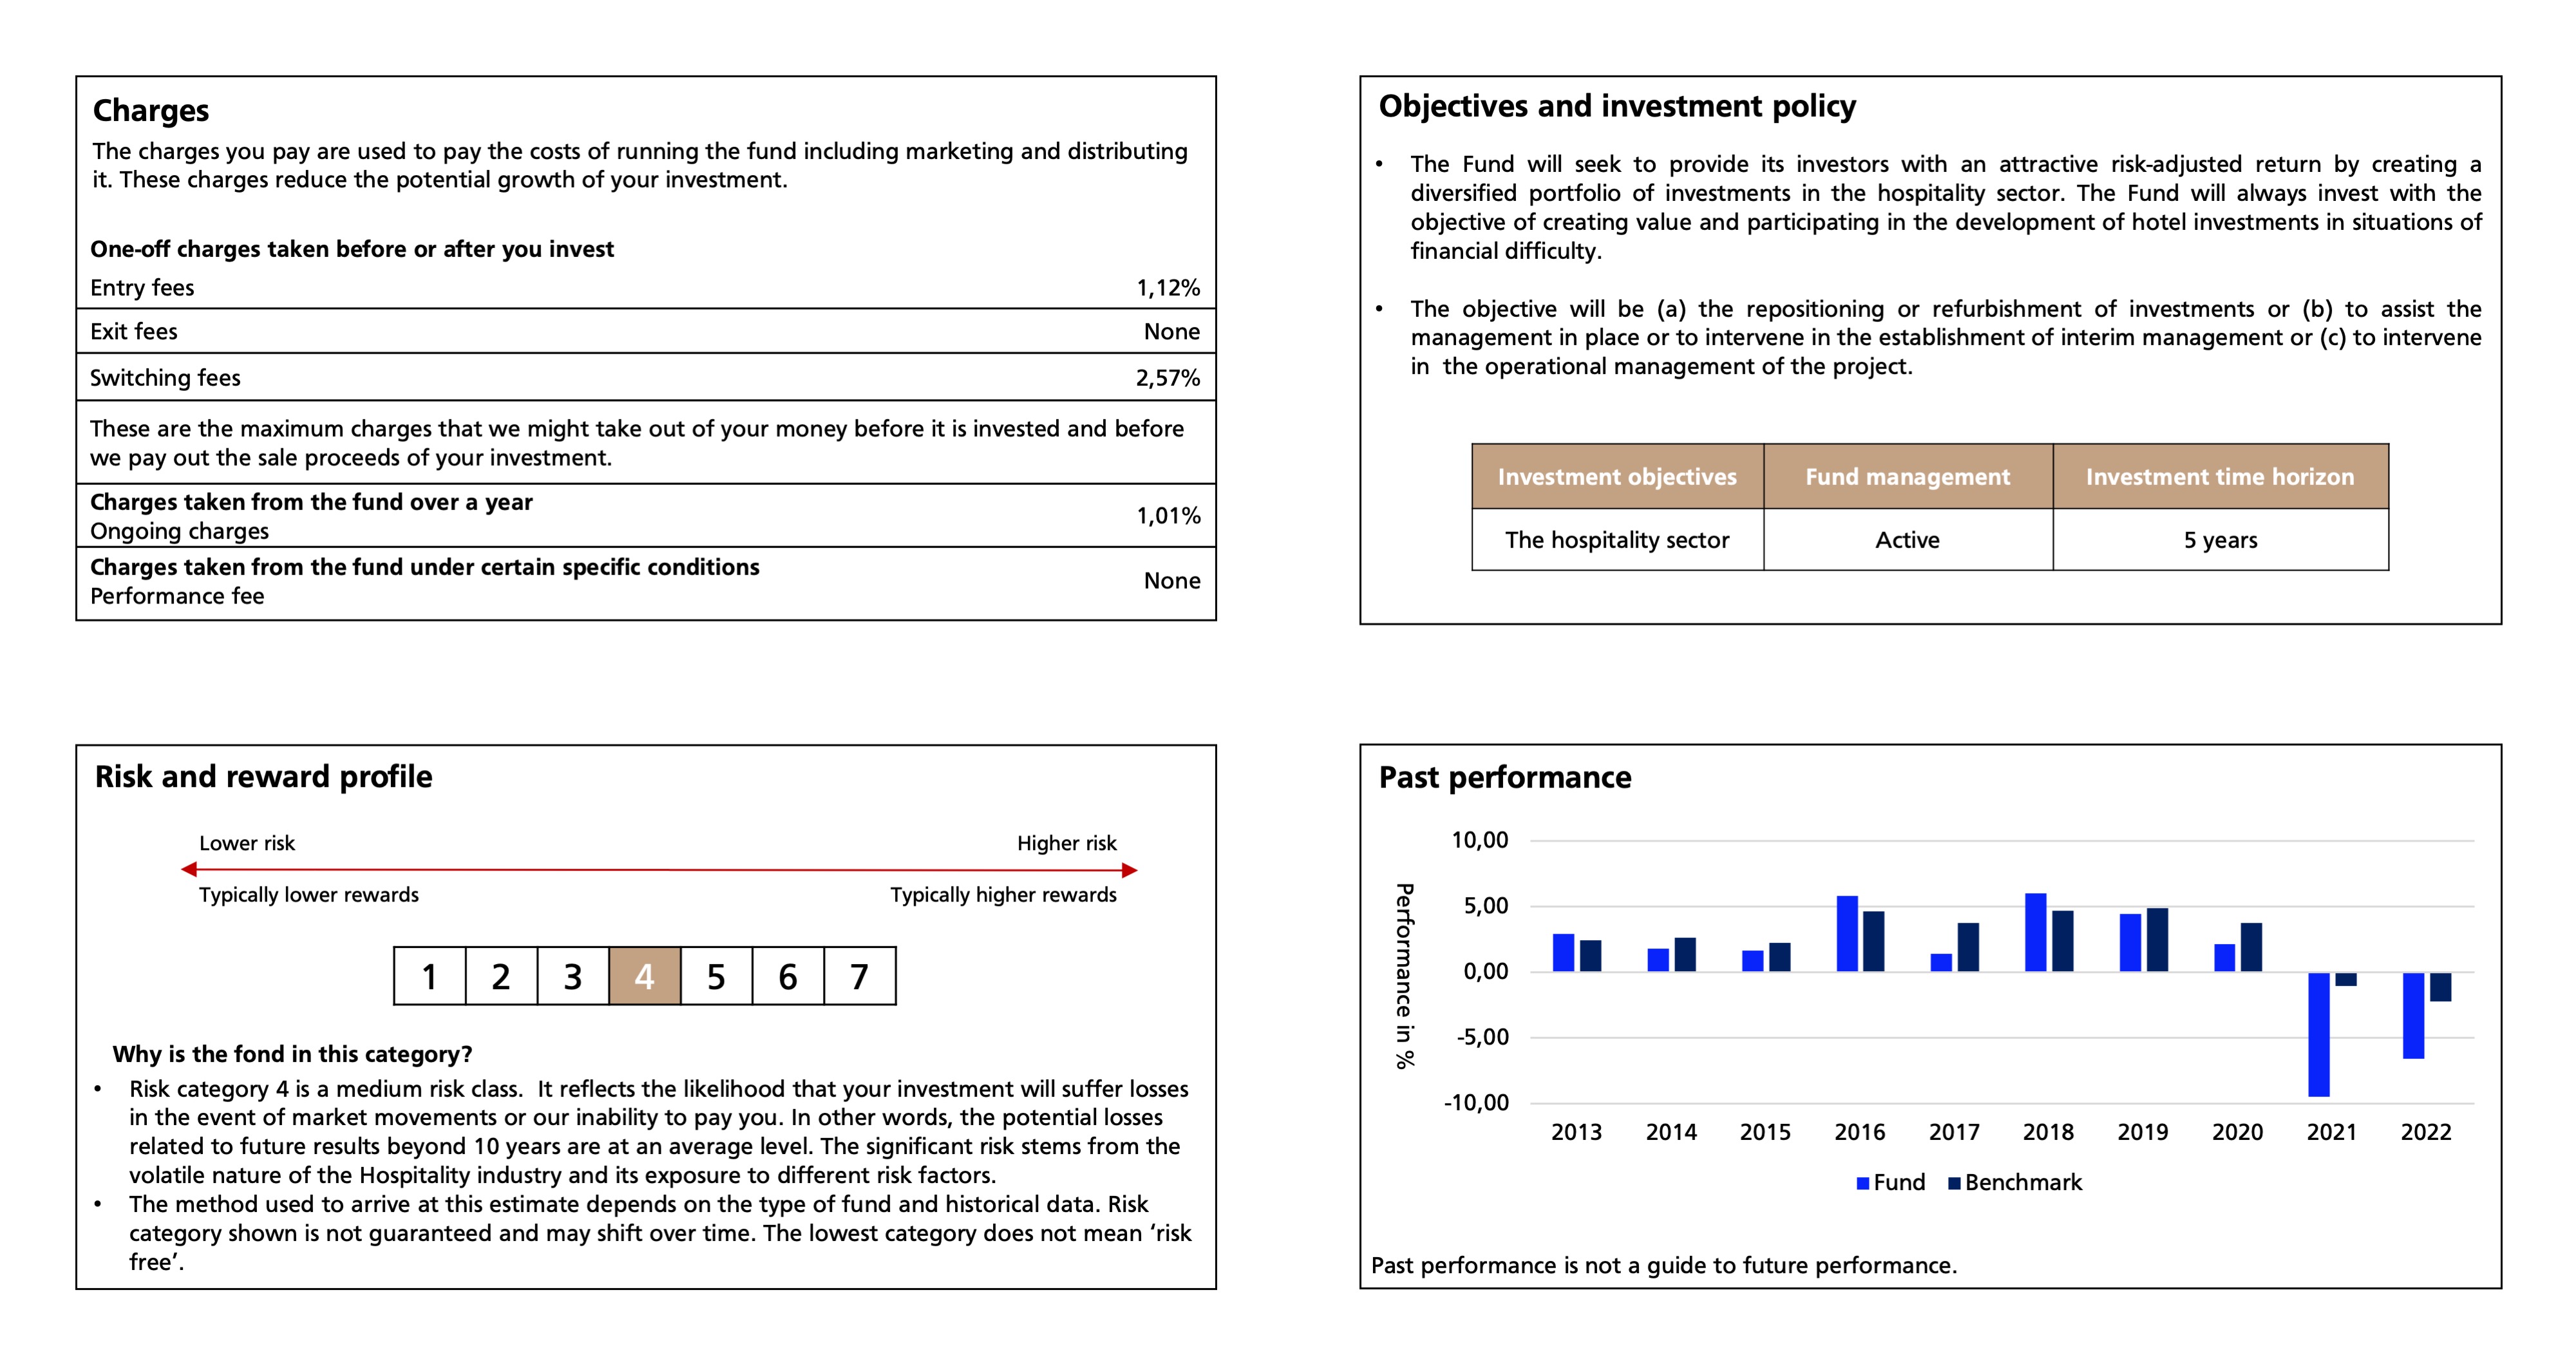 Charges
The charges you pay are used to pay the costs of running the fund including marketing and distributing
it. These charges reduce the potential growth of your investment.
One-off charges taken before or after you invest
Entry fees 1,12%
Exit fees None
Switching fees 2,57%
These are the maximum charges that we might take out of your money before it is invested and before
we pay out the sale proceeds of your investment.
Charges taken from the fund over a year
Ongoing charges 1,01%
Charges taken from the fund under certain specific conditions
Performance fee None
Objectives and investment policy
• The Fund will seek to provide its investors with an attractive risk-adjusted return by creating a
diversified portfolio of investments in the hospitality sector. The Fund will always invest with the
objective of creating value and participating in the development of hotel investments in situations of
financial difficulty.
• The objective will be (a) the repositioning or refurbishment of investments or (b) to assist the
management in place or to intervene in the establishment of interim management or (c) to intervene
in the operational management of the project.
Investment objectives Fund management Investment time horizon
The hospitality sector Active 5 years
Risk and reward profile
Lower risk Higher risk
Typically lower rewards Typically higher rewards
1 2 3 4 5 6 7
Why is the fond in this category?
• Risk category 4 is a medium risk class. It reflects the likelihood that your investment will suffer losses
in the event of market movements or our inability to pay you. In other words, the potential losses
related to future results beyond 10 years are at an average level. The significant risk stems from the
volatile nature of the Hospitality industry and its exposure to different risk factors.
• The method used to arrive at this estimate depends on the type of fund and historical data. Risk
category shown is not guaranteed and may shift over time. The lowest category does not mean ‘risk
free’.
Past performance
Performance in %
10,00
5,00
0,00
-5,00
-10,00
2013 2014 2015 2016 2017 2018 2019 2020 2021 2022
Fund Benchmark
Past performance is not a guide to future performance.